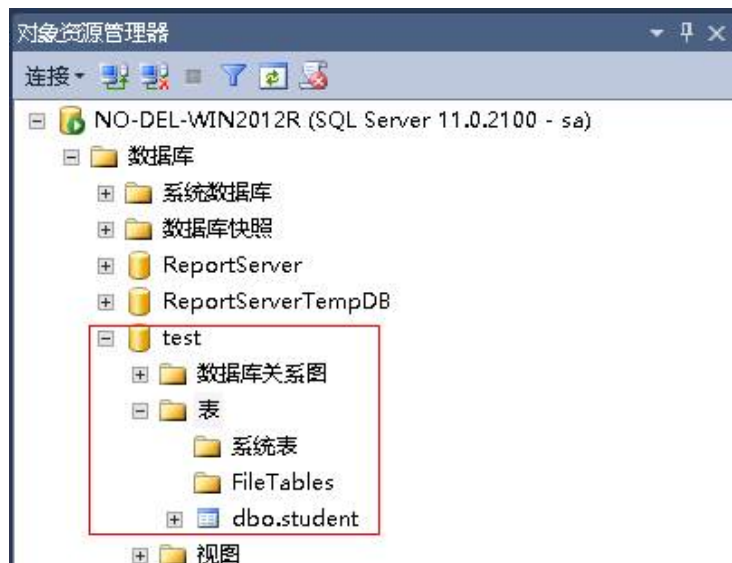 对象资源管理器
连接
NO-DEL-WIN2012R (SQL Server 11.0.2100 - sa)
数据库
系统数据库
数据库快照
ReportServer
ReportServerTempDB
test
数据库关系图
表
系统表
FileTables
dbo.student
视图